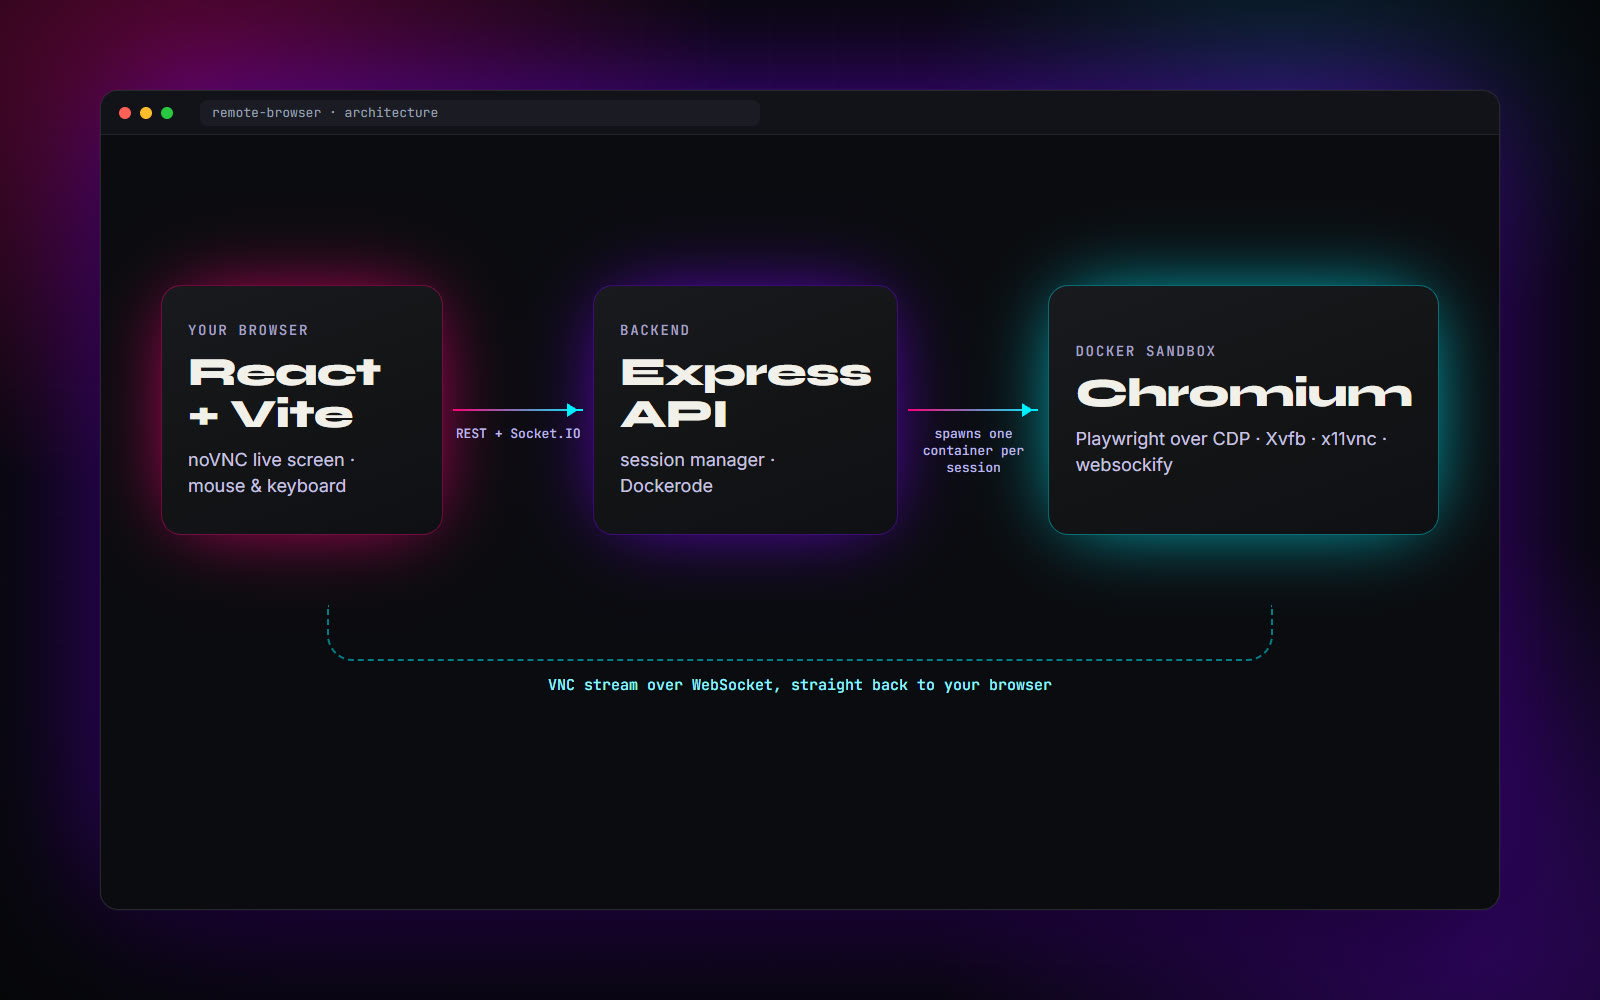 remote-browser · architecture
YOUR BROWSER
React
+ Vite
noVNC live screen ·
mouse & keyboard
REST + Socket.IO
BACKEND
Express
API
session manager ·
Dockerode
spawns one
container per
session
DOCKER SANDBOX
Chromium
Playwright over CDP · Xvfb · x11vnc ·
websockify
VNC stream over WebSocket, straight back to your browser